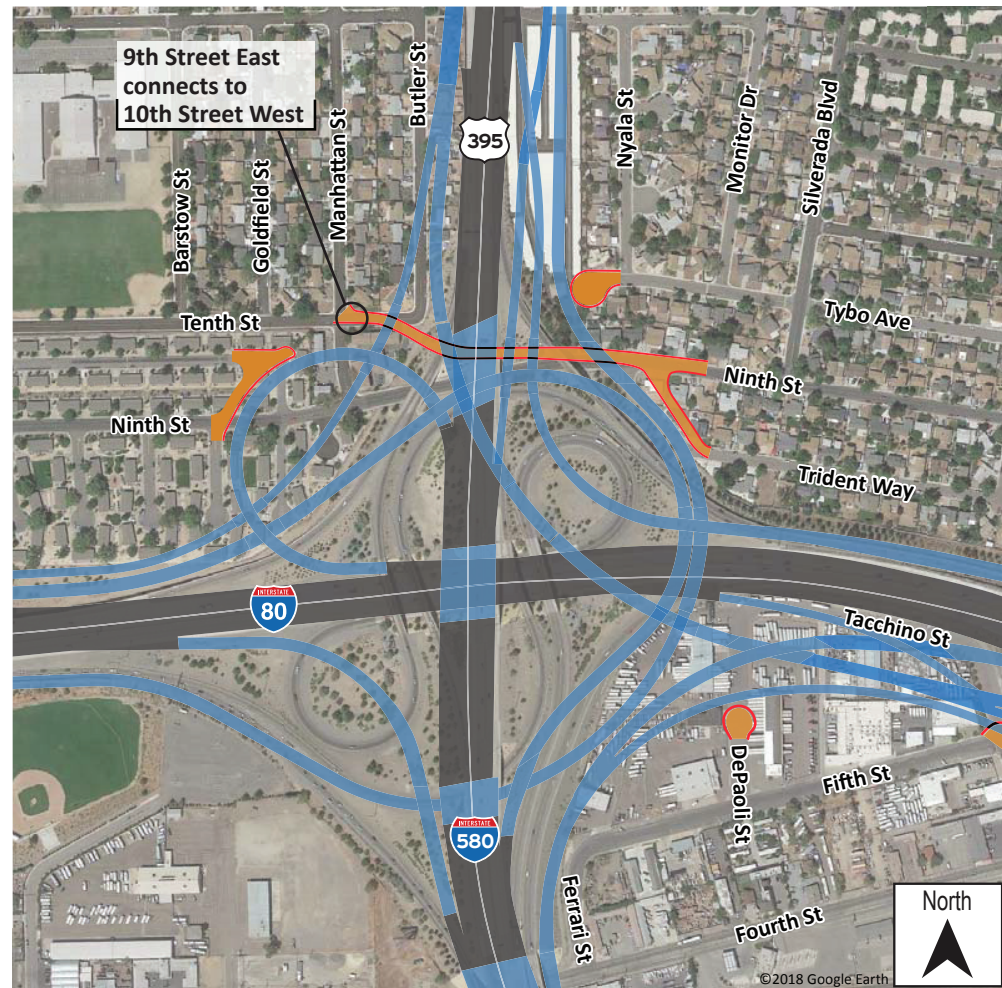 9th Street East
connects to
10th Street West
Barstow St
Goldfield St
Manhattan St
Butler St
395
Nyala St
Monitor Dr
Silverada Blvd
Tenth St
Tybo Ave
Ninth St
Ninth St
Trident Way
INTERSTATE
80
Tacchino St
DePaoli St
Fifth St
INTERSTATE
580
Ferrari St
Fourth St
North
©2018 Google Earth